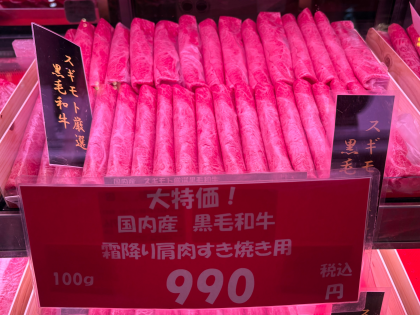 スギモト厳選
黒毛和牛
スギモ
黒毛
大特価！
国内産 黒毛和牛
霜降り肩肉すき焼き用
100g 990 税込
円